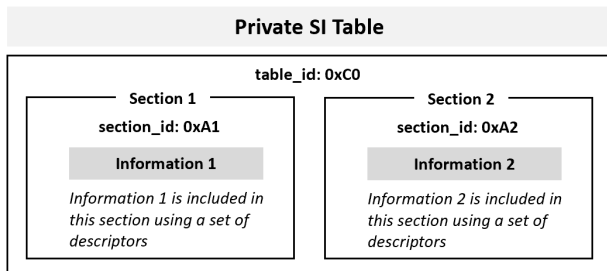 Private SI Table
table_id: 0xC0
Section 1
section_id: 0xA1
Information 1
Information 1 is included in
this section using a set of
descriptors
Section 2
section_id: 0xA2
Information 2
Information 2 is included in
this section using a set of
descriptors